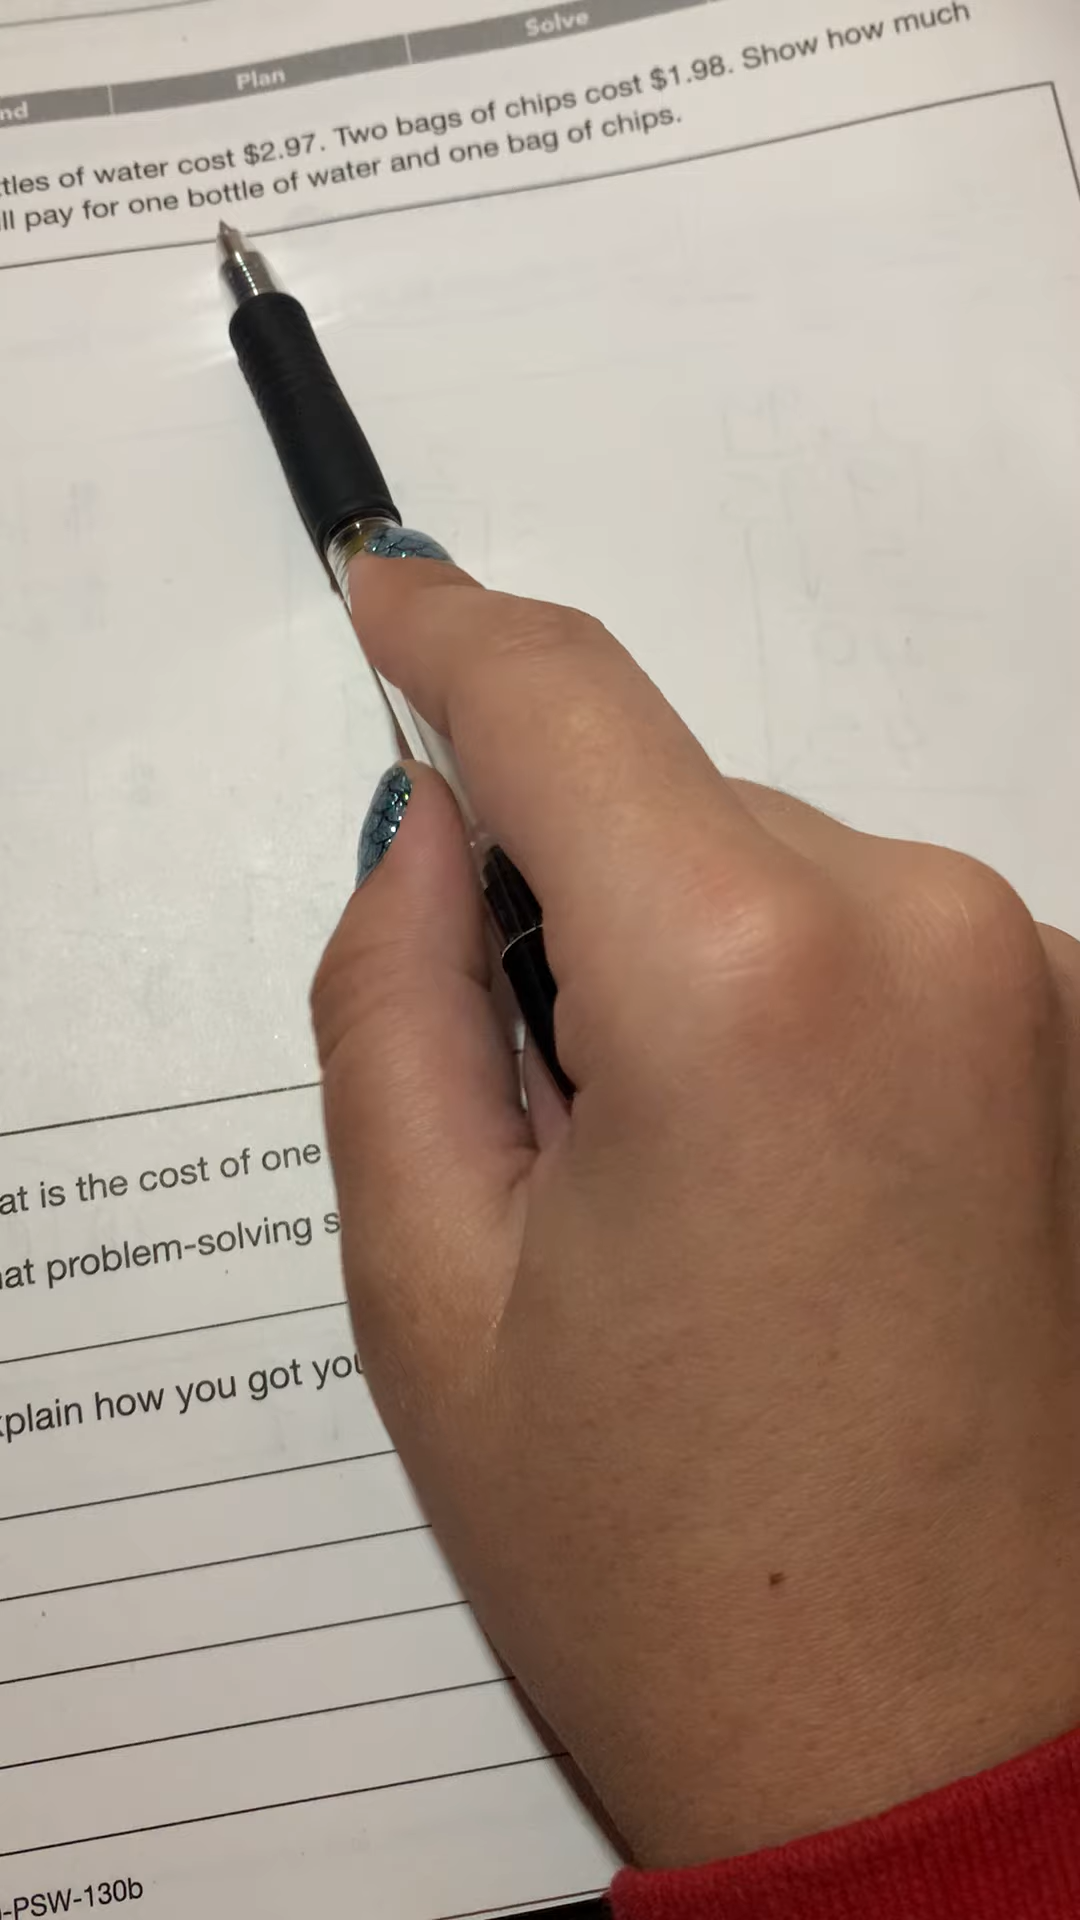 nd Plan Solve
tles of water cost $2.97. Two bags of chips cost $1.98. Show how much
ll pay for one bottle of water and one bag of chips.
at is the cost of one
at problem-solving s
xplain how you got you
-PSW-130b